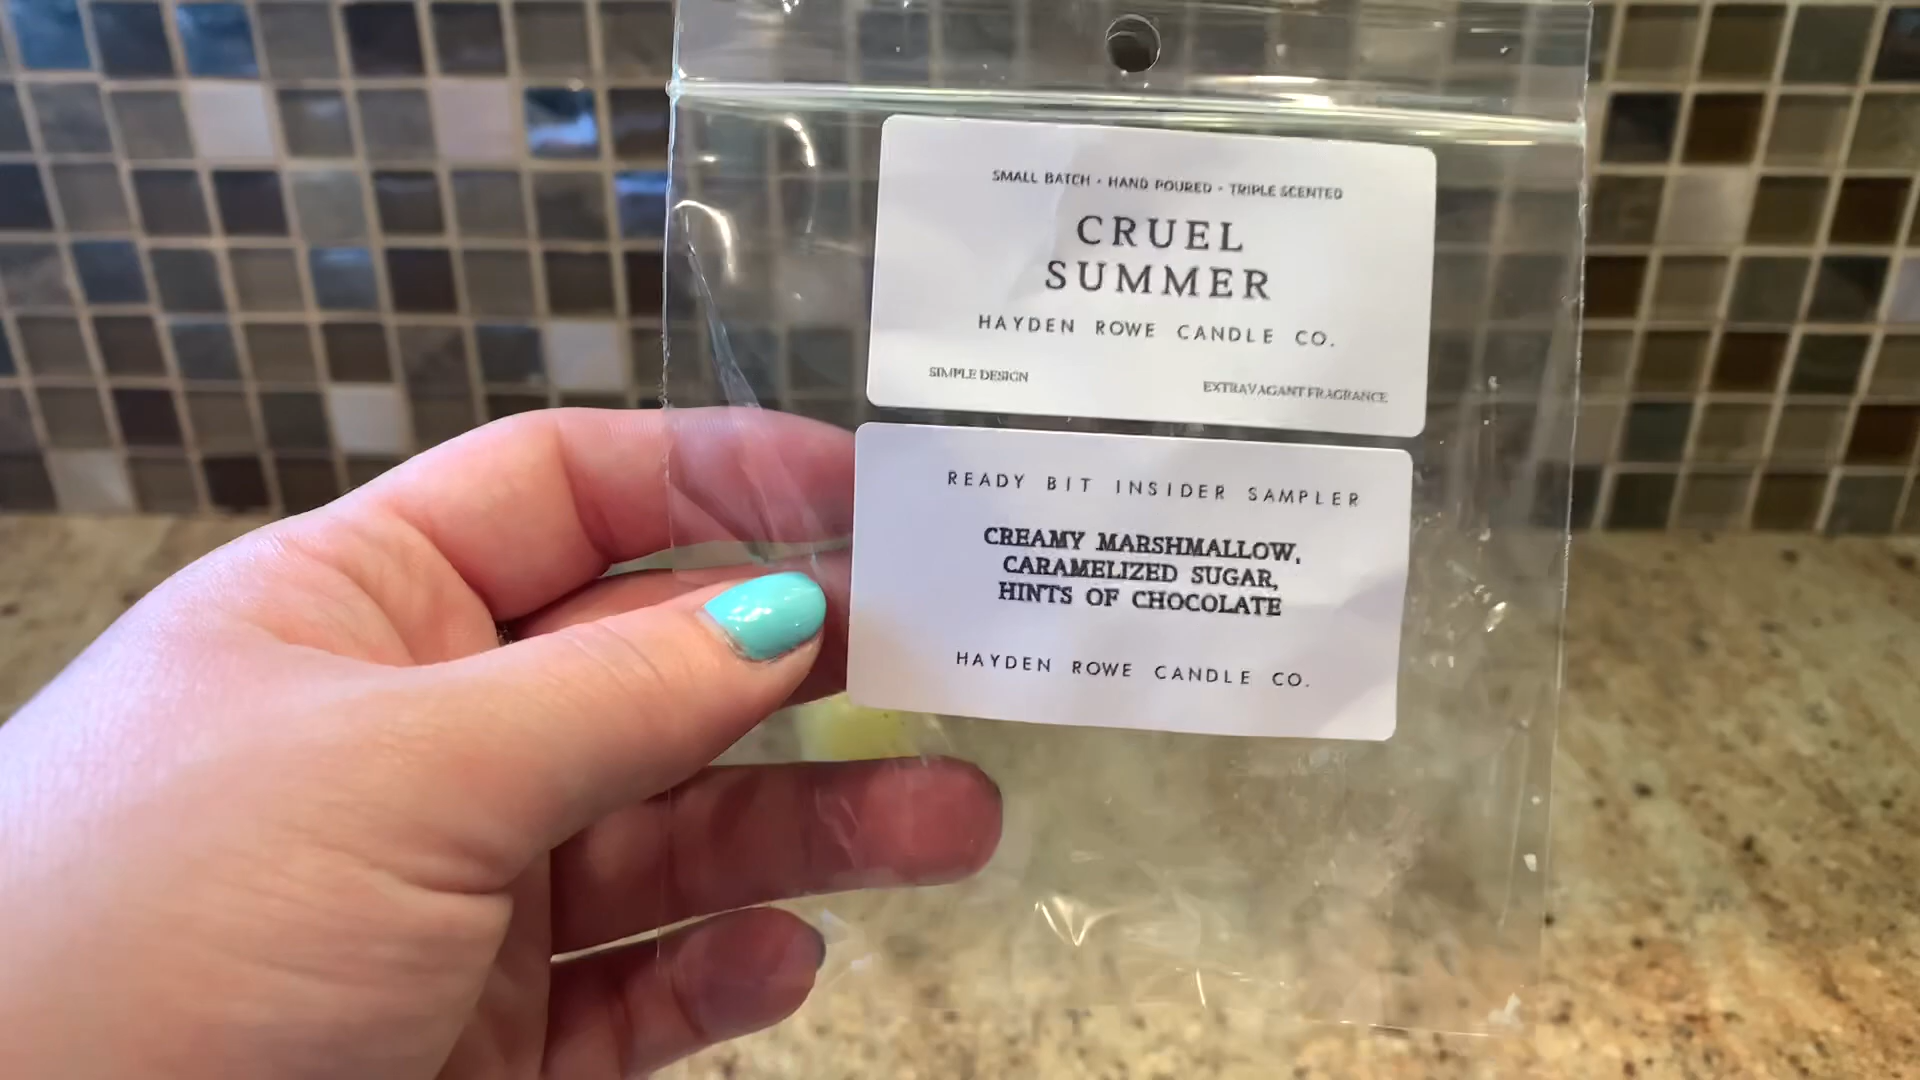 SMALL BATCH • HAND POURED • TRIPLE SCENTED
CRUEL
SUMMER
HAYDEN ROWE CANDLE CO.
SIMPLE DESIGN
EXTRAVAGANT FRAGRANCE
READY BIT INSIDER SAMPLER
CREAMY MARSHMALLOW,
CARAMELIZED SUGAR,
HINTS OF CHOCOLATE
HAYDEN ROWE CANDLE CO.